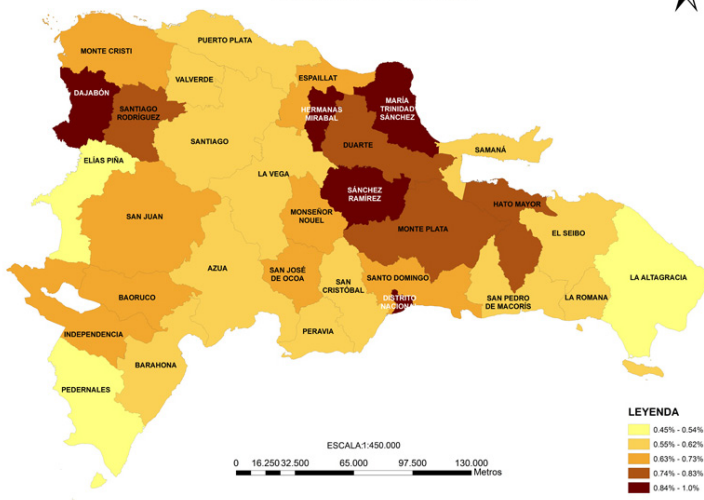 PUERTO PLATA
MONTE CRISTI
VALVERDE
ESPAILLAT
DAJABÓN
SANTIAGO
RODRÍGUEZ
HERMANAS
MIRABAL
MARÍA
TRINIDAD
SÁNCHEZ
SANTIAGO
DUARTE
SAMANÁ
ELÍAS PIÑA
LA VEGA
SÁNCHEZ
RAMÍREZ
HATO MAYOR
SAN JUAN
MONSEÑOR
NOUEL
MONTE PLATA
EL SEIBO
AZUA
SAN JOSÉ
DE OCOA
SAN
CRISTÓBAL
SANTO DOMINGO
LA ALTAGRACIA
BAORUCO
DISTRITO
NACIONAL
SAN PEDRO
DE MACORÍS
LA ROMANA
INDEPENDENCIA
PERAVIA
BARAHONA
PEDERNALES
ESCALA:1:450.000
0 16.250 32.500 65.000 97.500 130.000
Metros
LEYENDA
0.45% - 0.54%
0.55% - 0.62%
0.63% - 0.73%
0.74% - 0.83%
0.84% - 1.0%